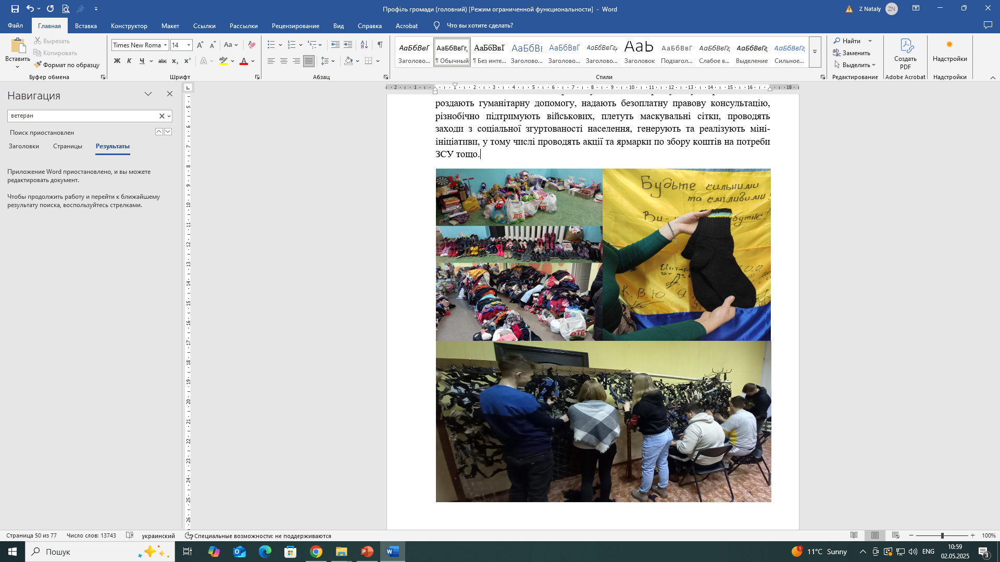 Профіль громади (головний) [Режим ограниченной функциональности] - Word
Z Nataly
ZN
Файл Главная Вставка Конструктор Макет Ссылки Рассылки Рецензирование Вид Справка Acrobat Что вы хотите сделать?
Вставить
Вырезать
Копировать
Формат по образцу
Буфер обмена
Times New Roma 14
Шрифт
Абзац
АаБбВвГ АаБбВвГг, АаБбВвГ АаБбВı АаБбВвГ АаБбВвГг, АаЬ АаБбВвГ АаБбВвГг, АаБбВвГг, АаБбВвГг,
Заголово... ¶ Обычный ¶ Без инте... Заголово... Заголово... Заголово... Заголовок Подзагол... Слабое в... Выделение Сильное...
Стили
Найти
Заменить
Выделить
Редактирование
Создать
PDF
Adobe Acrobat
Надстройки
Надстройки
Навигация
ветеран
Поиск приостановлен
Заголовки Страницы Результаты
Приложение Word приостановлено, и вы можете
редактировать документ.
Чтобы продолжить работу и перейти к ближайшему
результату поиска, воспользуйтесь стрелками.
роздають гуманітарну допомогу, надають безоплатну правову консультацію,
різнобічно підтримують військових, плетуть маскувальні сітки, проводять
заходи з соціальної згуртованості населення, генерують та реалізують міні-
ініціативи, у тому числі проводять акції та ярмарки по збору коштів на потреби
ЗСУ тощо.
Будьте сильними
та сміливими!
Ви-
К. В. Ю
Страница 50 из 77 Число слов: 13743 украинский Специальные возможности: не поддерживаются 100%
Пошук
11°C Sunny
ENG
10:59
02.05.2025
3